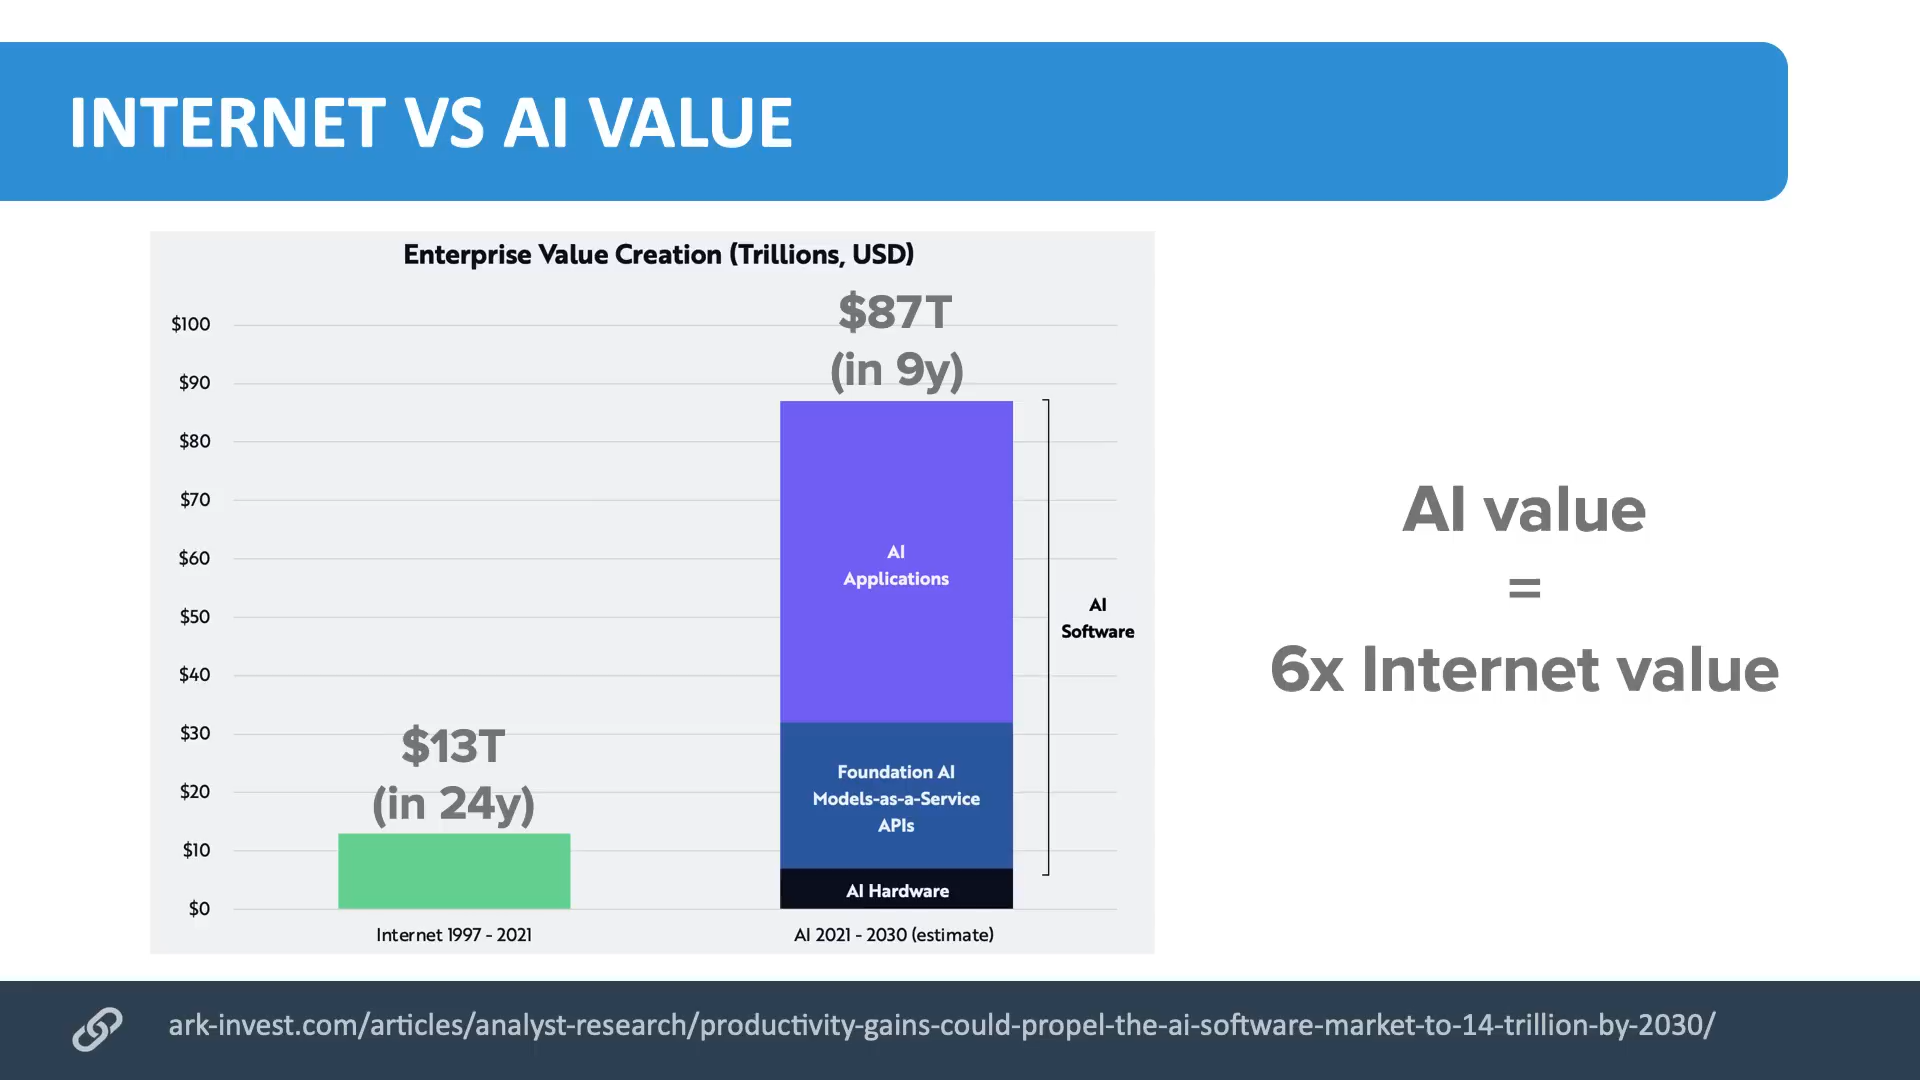 INTERNET VS AI VALUE
Enterprise Value Creation (Trillions, USD)
$100
$90
$80
$70
$60
$50
$40
$30
$20
$10
$0
$13T
(in 24y)
$87T
(in 9y)
AI
Applications
Foundation AI
Models-as-a-Service
APIs
AI Hardware
AI
Software
Internet 1997 - 2021
AI 2021 - 2030 (estimate)
AI value
=
6x Internet value
ark-invest.com/articles/analyst-research/productivity-gains-could-propel-the-ai-software-market-to-14-trillion-by-2030/